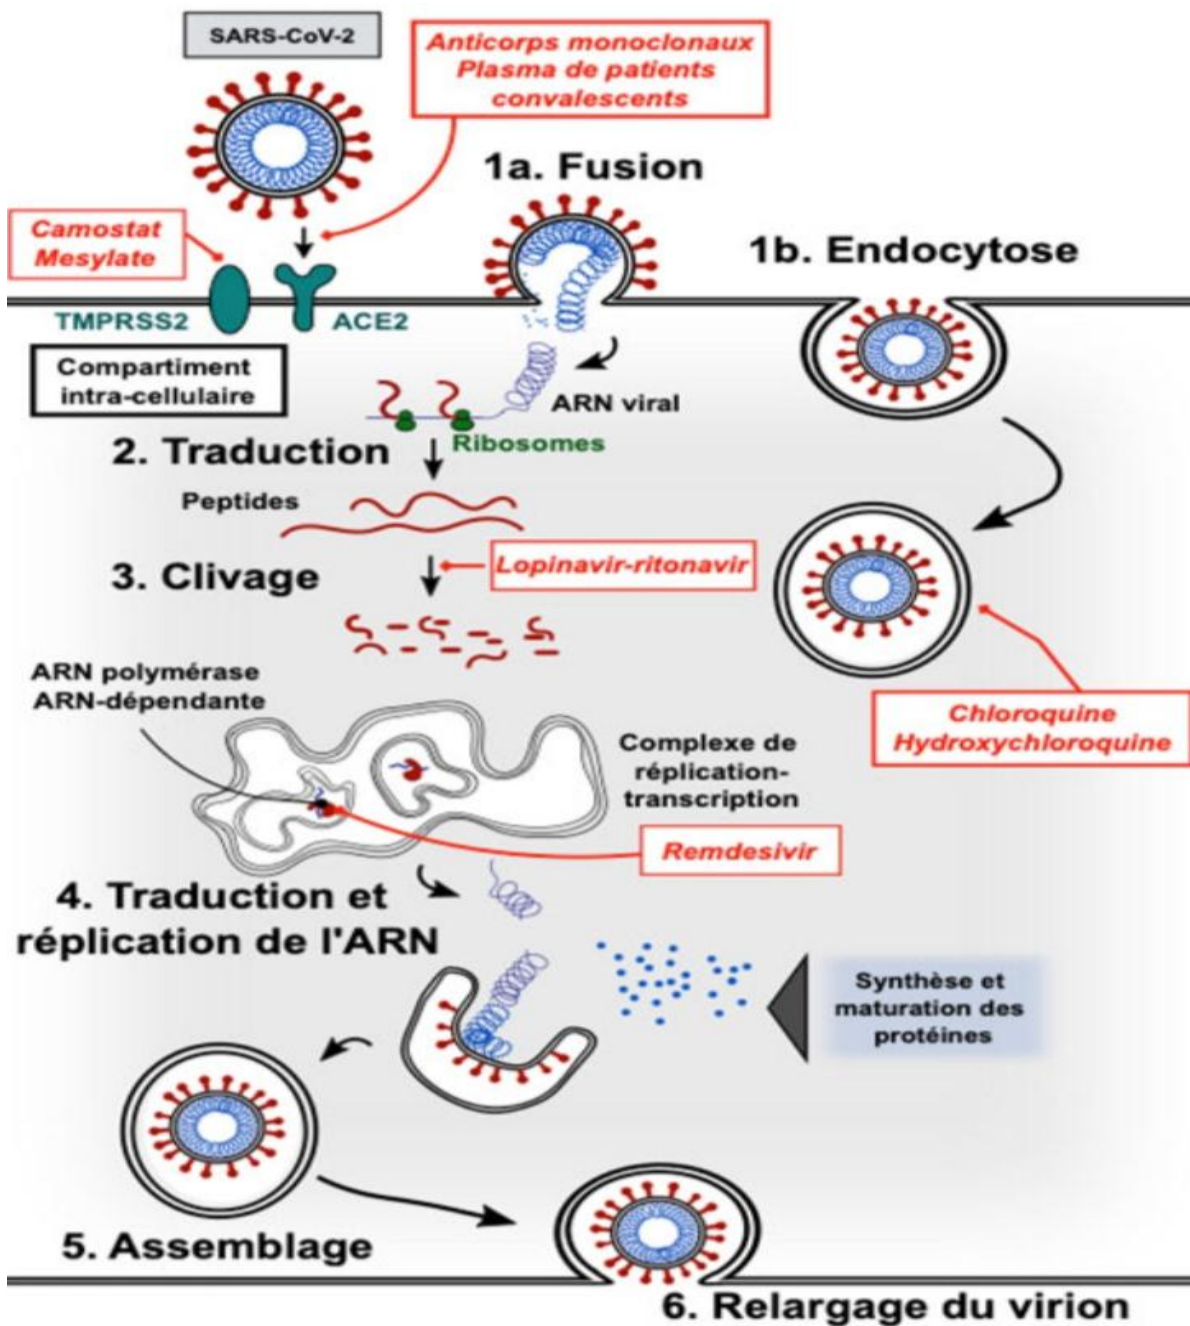 SARS-CoV-2
Anticorps monoclonaux
Plasma de patients
convalescents
1a. Fusion
Camostat
Mesylate
1b. Endocytose
TMPRSS2
ACE2
Compartiment
intra-cellulaire
ARN viral
Ribosomes
2. Traduction
Peptides
3. Clivage
Lopinavir-ritonavir
ARN polymérase
ARN-dépendante
Chloroquine
Hydroxychloroquine
Complexe de
réplication-
transcription
Remdesivir
4. Traduction et
réplication de l'ARN
Synthèse et
maturation des
protéines
5. Assemblage
6. Relargage du virion